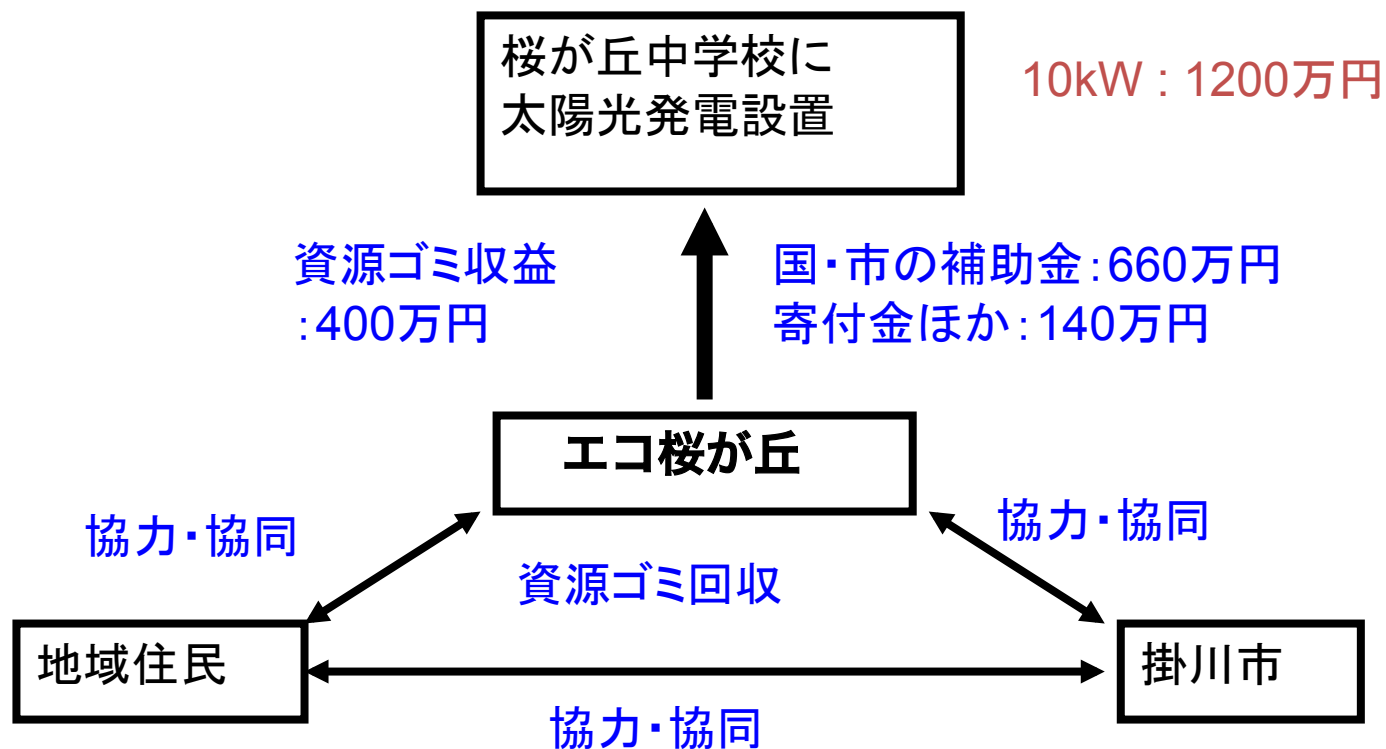 桜が丘中学校に
太陽光発電設置
10kW : 1200万円
資源ゴミ収益
:400万円
国・市の補助金:660万円
寄付金ほか:140万円
エコ桜が丘
協力・協同
協力・協同
資源ゴミ回収
地域住民
掛川市
協力・協同